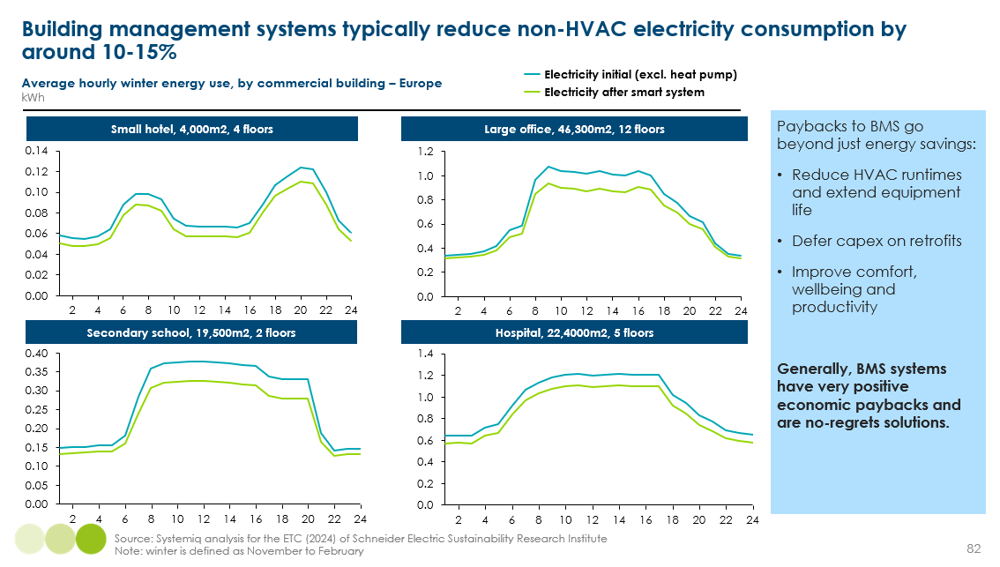 Building management systems typically reduce non-HVAC electricity consumption by
around 10-15%
Average hourly winter energy use, by commercial building – Europe
kWh
Electricity initial (excl. heat pump)
Electricity after smart system
Small hotel, 4,000m2, 4 floors
0.14
0.12
0.10
0.08
0.06
0.04
0.02
0.00
2 4 6 8 10 12 14 16 18 20 22 24
Large office, 46,300m2, 12 floors
1.2
1.0
0.8
0.6
0.4
0.2
0.0
2 4 6 8 10 12 14 16 18 20 22 24
Secondary school, 19,500m2, 2 floors
0.40
0.35
0.30
0.25
0.20
0.15
0.10
0.05
0.00
2 4 6 8 10 12 14 16 18 20 22 24
Hospital, 22,4000m2, 5 floors
1.4
1.2
1.0
0.8
0.6
0.4
0.2
0.0
2 4 6 8 10 12 14 16 18 20 22 24
Paybacks to BMS go
beyond just energy savings:
• Reduce HVAC runtimes
and extend equipment
life
• Defer capex on retrofits
• Improve comfort,
wellbeing and
productivity
Generally, BMS systems
have very positive
economic paybacks and
are no-regrets solutions.
Source: Systemiq analysis for the ETC (2024) of Schneider Electric Sustainability Research Institute
Note: winter is defined as November to February
82